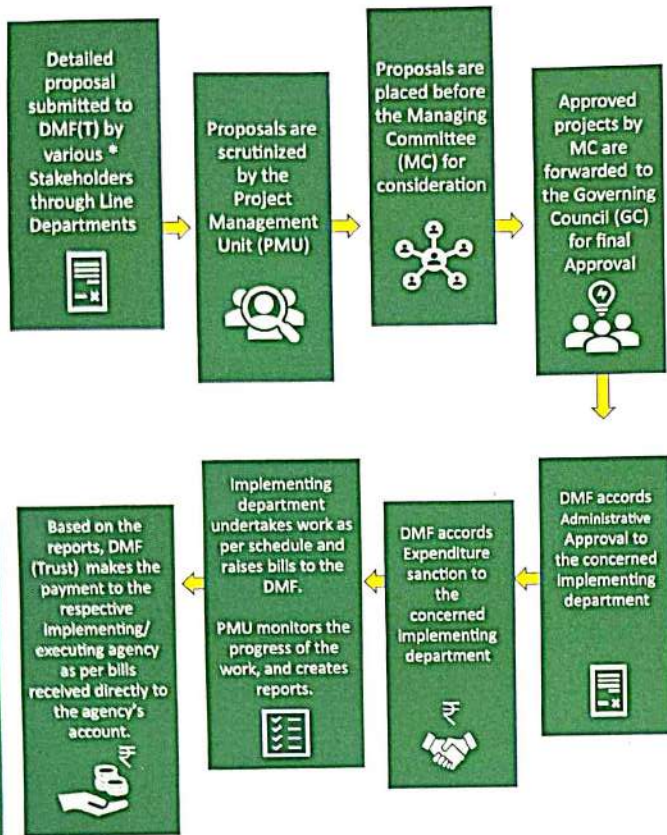 Detailed
proposal
submitted to
DMF(T) by
various *
Stakeholders
through Line
Departments
Proposals are
scrutinized
by the
Project
Management
Unit (PMU)
Proposals are
placed before
the Managing
Committee
(MC) for
consideration
Approved
projects by
MC are
forwarded to
the Governing
Council (GC)
for final
Approval
DMF accords
Administrative
Approval to
the concerned
Implementing
department
DMF accords
Expenditure
sanction to
the
concerned
Implementing
department
₹
Implementing
department
undertakes work as
per schedule and
raises bills to the
DMF.
PMU monitors the
progress of the
work, and creates
reports.
Based on the
reports, DMF
(Trust) makes the
payment to the
respective
Implementing/
executing agency
as per bills
received directly to
the agency's
account.
₹